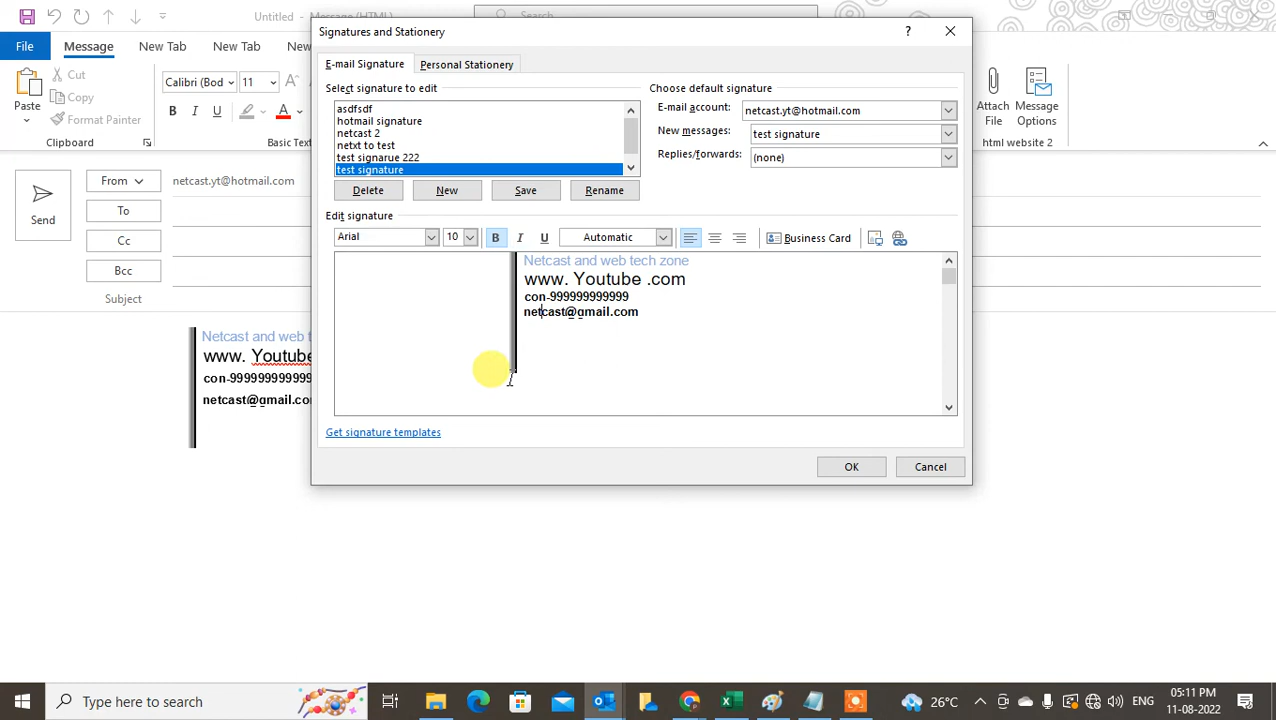 Untitled - Message (HTML)
Search
File
Message
New Tab
New Tab
New
Paste
Cut
Copy
Format Painter
Clipboard
Calibri (Bod
11
A
B
I
U
A
Basic Text
Attach
File
Message
Options
html website 2
Send
From
netcast.yt@hotmail.com
To
Cc
Bcc
Subject
Netcast and web t
www. Youtube
con-9999999999999
netcast@gmail.co
Signatures and Stationery
?
E-mail Signature
Personal Stationery
Select signature to edit
asdfsdf
hotmail signature
netcast 2
netxt to test
test signarue 222
test signature
Delete
New
Save
Rename
Choose default signature
E-mail account:
netcast.yt@hotmail.com
New messages:
test signature
Replies/forwards:
(none)
Edit signature
Arial
10
B
I
U
Automatic
Business Card
Netcast and web tech zone
www. Youtube .com
con-999999999999
netcast@gmail.com
Get signature templates
OK
Cancel
Type here to search
26°C
ENG
05:11 PM
11-08-2022